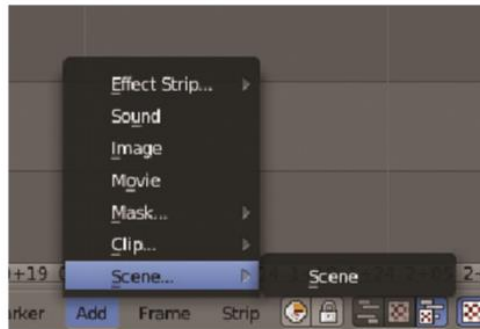 Effect Strip...
Sound
Image
Movie
Mask...
Clip...
Scene... Scene
Add Frame Strip